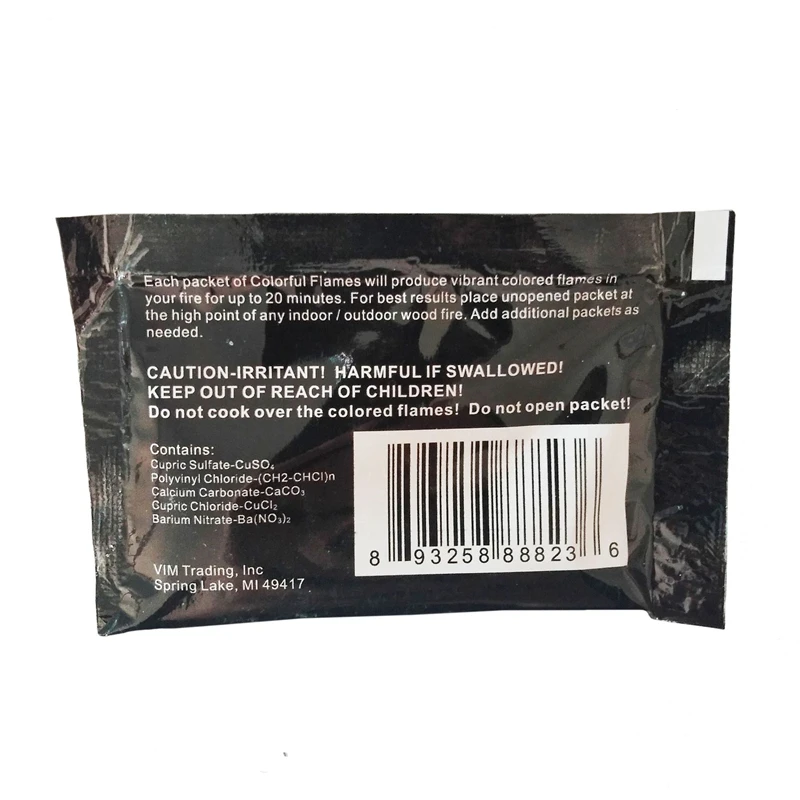 Each packet of Colorful Flames will produce vibrant colored flames in
your fire for up to 20 minutes. For best results place unopened packet at
the high point of any indoor / outdoor wood fire. Add additional packets as
needed.
CAUTION-IRRITANT! HARMFUL IF SWALLOWED!
KEEP OUT OF REACH OF CHILDREN!
Do not cook over the colored flames! Do not open packet!
Contains:
Cupric Sulfate-CuSO₄
Polyvinyl Chloride-(CH2-CHCl)n
Calcium Carbonate-CaCO₃
Cupric Chloride-CuCl₂
Barium Nitrate-Ba(NO₃)₂
8 93258 88823 6
VIM Trading, Inc
Spring Lake, MI 49417